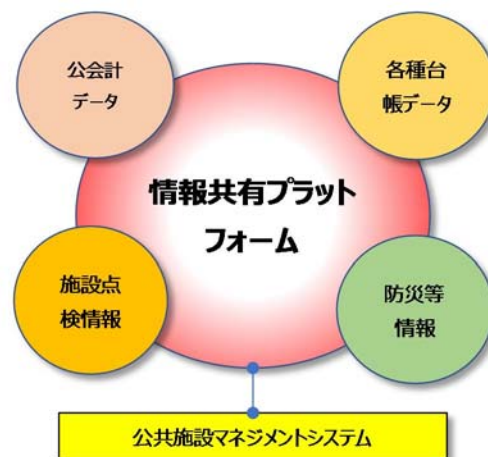 公会計
データ
各種台
帳データ
情報共有プラット
フォーム
施設点
検情報
防災等
情報
公共施設マネジメントシステム